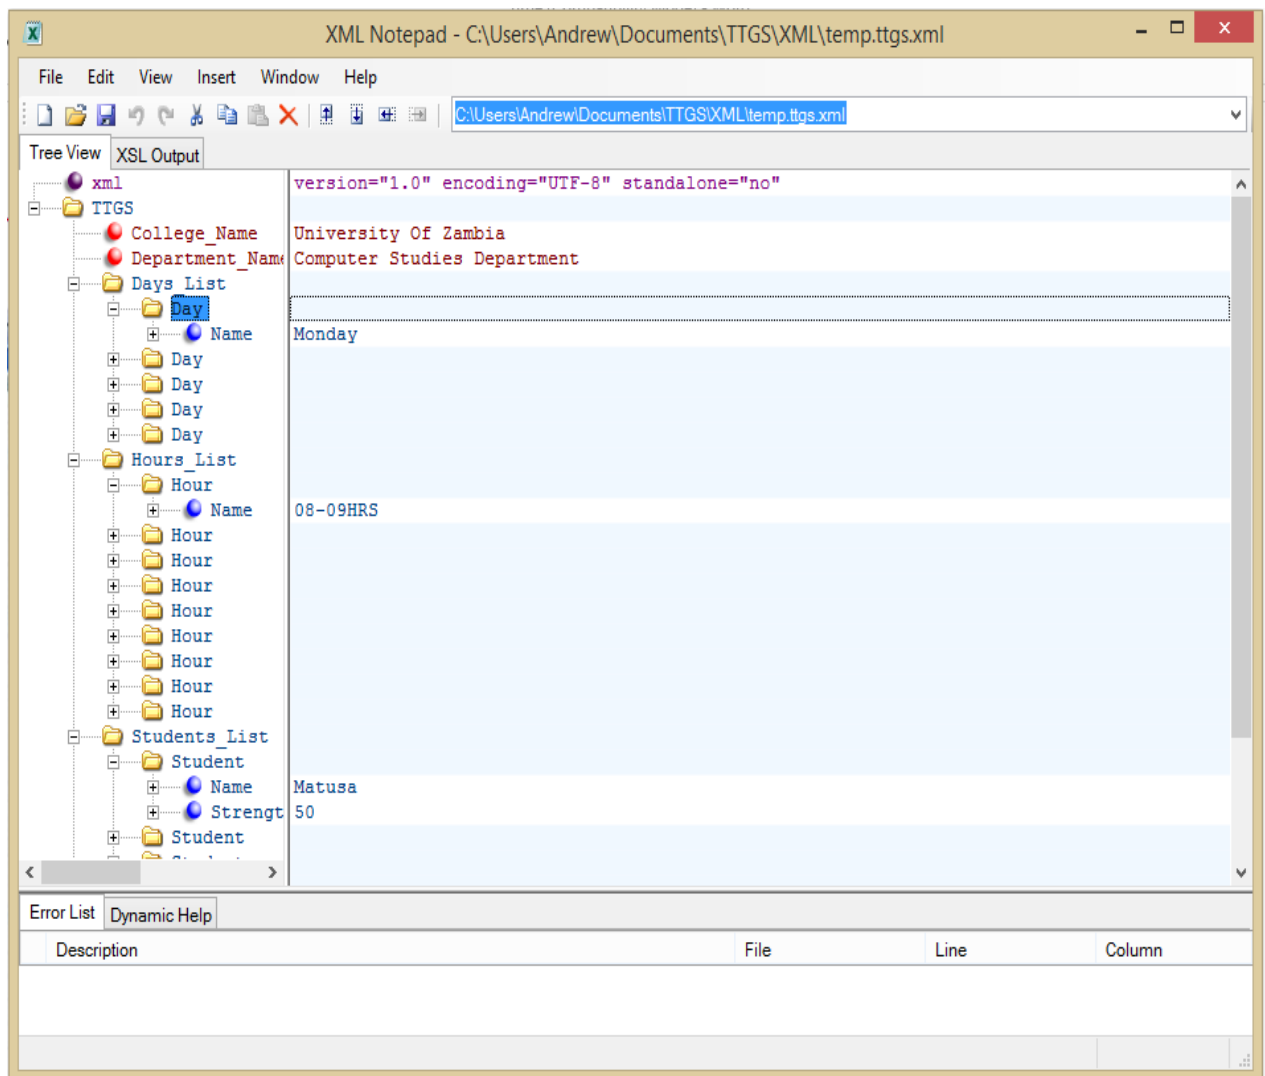 XML Notepad - C:\Users\Andrew\Documents\TTGS\XML\temp.ttgs.xml
File Edit View Insert Window Help
C:\Users\Andrew\Documents\TTGS\XML\temp.ttgs.xml
Tree View XSL Output
xml version="1.0" encoding="UTF-8" standalone="no"
TTGS
College_Name University Of Zambia
Department_Name Computer Studies Department
Days_List
Day
Name Monday
Day
Day
Day
Day
Hours_List
Hour
Name 08-09HRS
Hour
Hour
Hour
Hour
Hour
Hour
Hour
Hour
Students_List
Student
Name Matusa
Strengt 50
Student
Error List Dynamic Help
Description File Line Column